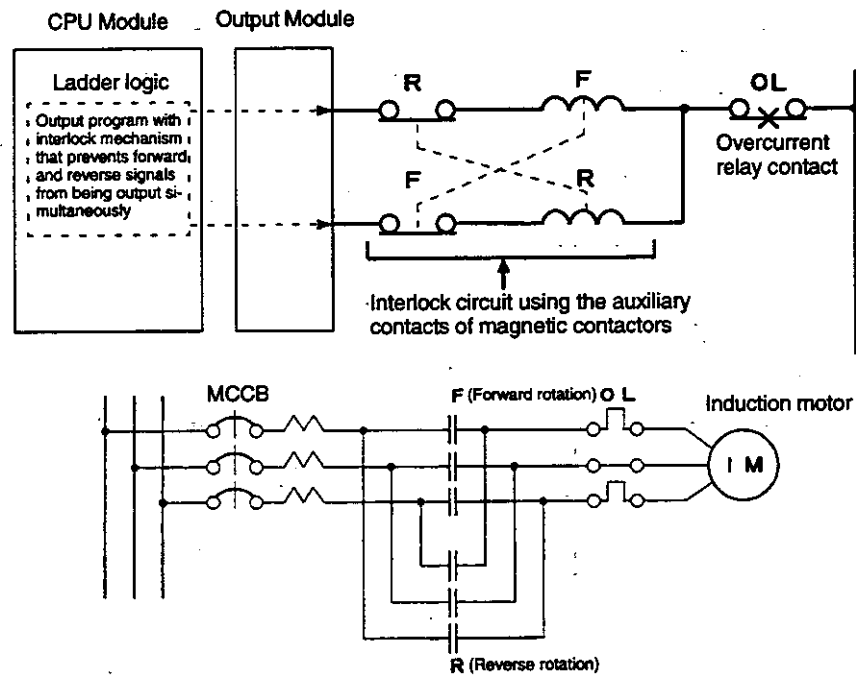 CPU Module
Output Module
Ladder logic
Output program with
interlock mechanism
that prevents forward
and reverse signals
from being output si-
multaneously
R
F
OL
Overcurrent
relay contact
F
R
Interlock circuit using the auxiliary
contacts of magnetic contactors
MCCB
F (Forward rotation)
O L
Induction motor
I M
R (Reverse rotation)